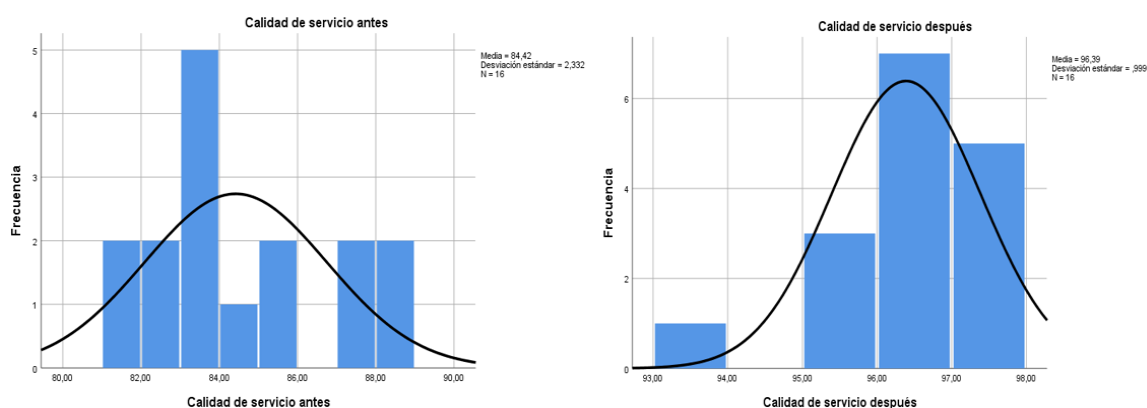 Calidad de servicio antes
Media = 84,42
Desviación estándar = 2,332
N = 16
Frecuencia
5
4
3
2
1
0
80,00 82,00 84,00 86,00 88,00 90,00
Calidad de servicio antes
Calidad de servicio después
Media = 96,39
Desviación estándar = ,999
N = 16
Frecuencia
6
4
2
0
93,00 94,00 95,00 96,00 97,00 98,00
Calidad de servicio después